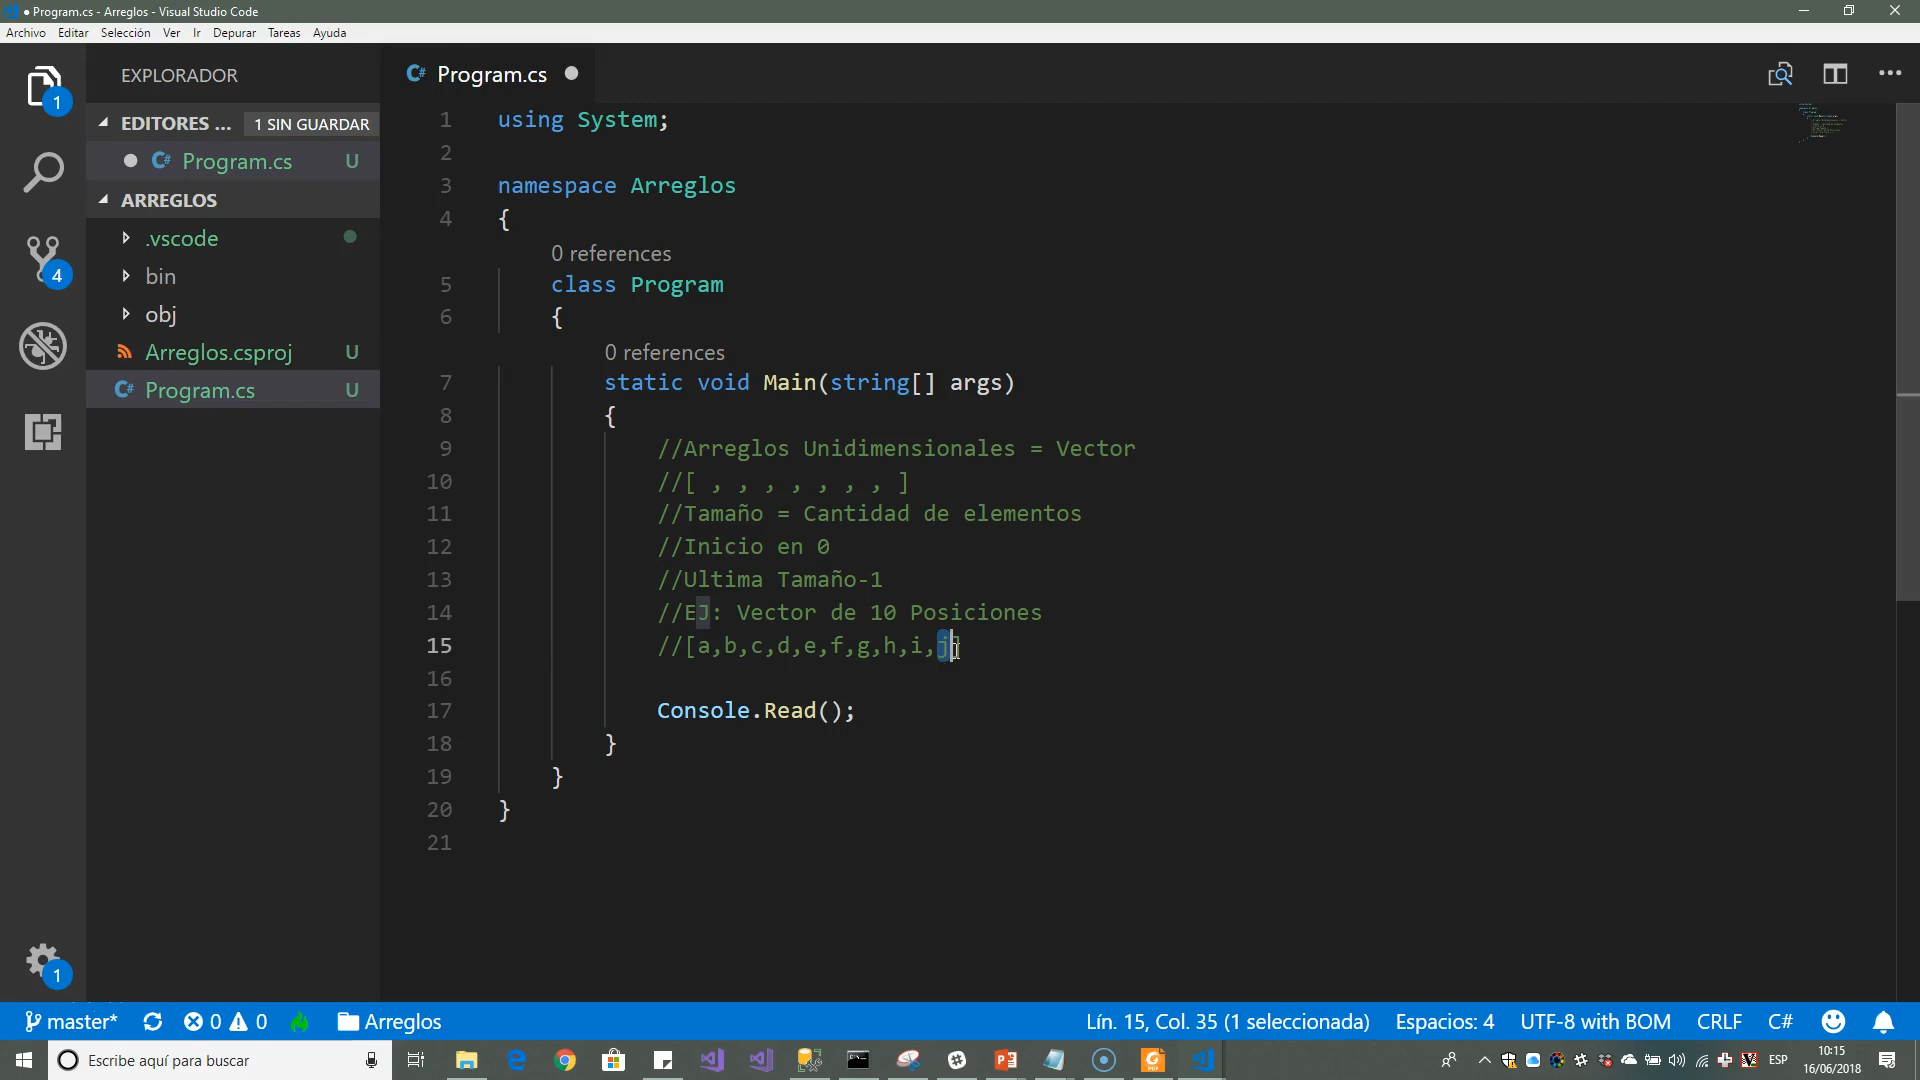 ● Program.cs - Arreglos - Visual Studio Code
Archivo Editar Selección Ver Ir Depurar Tareas Ayuda
EXPLORADOR
EDITORES ... 1 SIN GUARDAR
Program.cs U
ARREGLOS
.vscode
bin
obj
Arreglos.csproj U
C# Program.cs U
1
4
1
C# Program.cs
1 using System;
2
3 namespace Arreglos
4 {
0 references
5 class Program
6 {
0 references
7 static void Main(string[] args)
8 {
9 //Arreglos Unidimensionales = Vector
10 //[ , , , , , , , ]
11 //Tamaño = Cantidad de elementos
12 //Inicio en 0
13 //Ultima Tamaño-1
14 //EJ: Vector de 10 Posiciones
15 //[a,b,c,d,e,f,g,h,i,j]
16
17 Console.Read();
18 }
19 }
20 }
21
master* 0 0 Arreglos Lín. 15, Col. 35 (1 seleccionada) Espacios: 4 UTF-8 with BOM CRLF C#
Escribe aquí para buscar ESP 10:15
16/06/2018